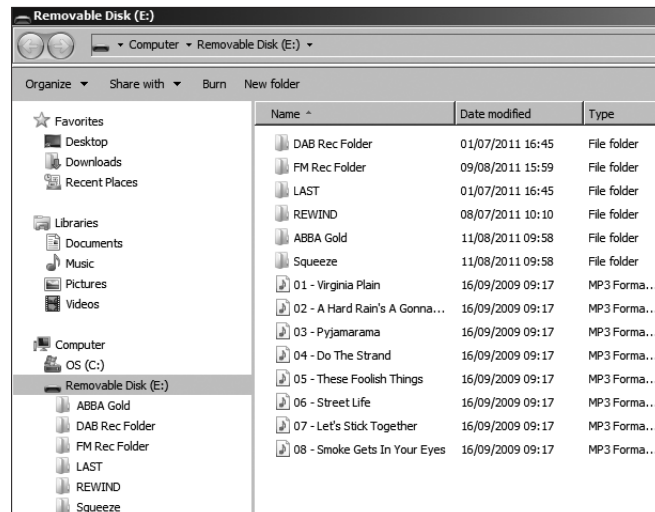 Removable Disk (E:)
Computer Removable Disk (E:)
Organize Share with Burn New folder
Favorites
Desktop
Downloads
Recent Places
Libraries
Documents
Music
Pictures
Videos
Computer
OS (C:)
Removable Disk (E:)
ABBA Gold
DAB Rec Folder
FM Rec Folder
LAST
REWIND
Squeeze
Name Date modified Type
DAB Rec Folder 01/07/2011 16:45 File folder
FM Rec Folder 09/08/2011 15:59 File folder
LAST 01/07/2011 16:45 File folder
REWIND 08/07/2011 10:10 File folder
ABBA Gold 11/08/2011 09:58 File folder
Squeeze 11/08/2011 09:58 File folder
01 - Virginia Plain 16/09/2009 09:17 MP3 Forma...
02 - A Hard Rain's A Gonna... 16/09/2009 09:17 MP3 Forma...
03 - Pyjamarama 16/09/2009 09:17 MP3 Forma...
04 - Do The Strand 16/09/2009 09:17 MP3 Forma...
05 - These Foolish Things 16/09/2009 09:17 MP3 Forma...
06 - Street Life 16/09/2009 09:17 MP3 Forma...
07 - Let's Stick Together 16/09/2009 09:17 MP3 Forma...
08 - Smoke Gets In Your Eyes 16/09/2009 09:17 MP3 Forma...